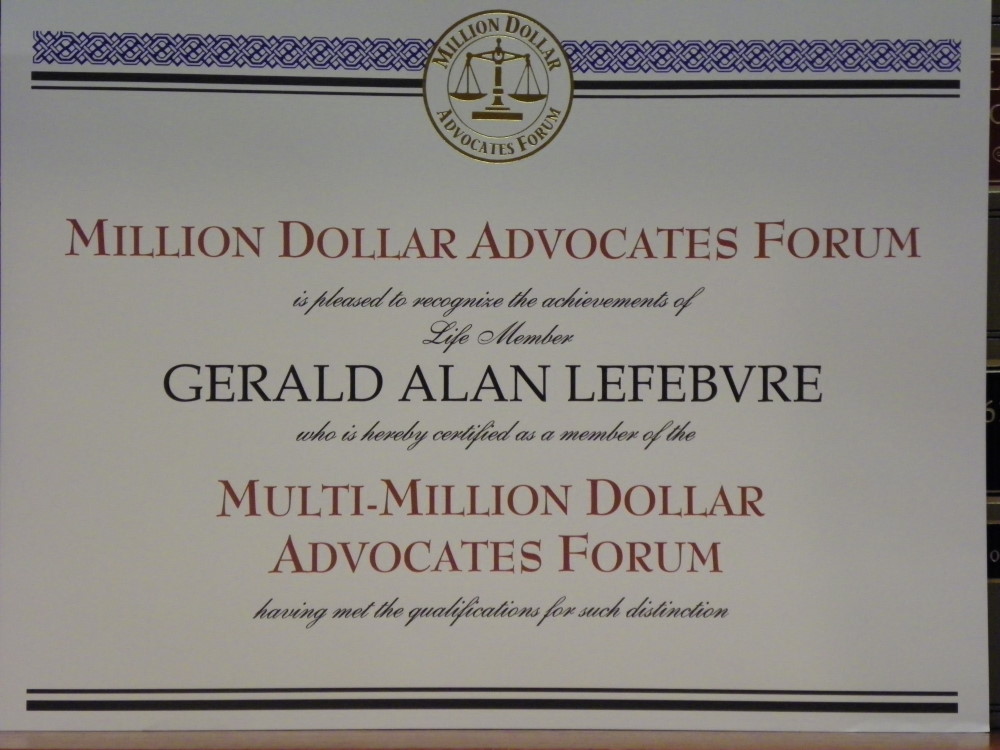 MILLION DOLLAR
ADVOCATES FORUM
MILLION DOLLAR ADVOCATES FORUM
is pleased to recognize the achievements of
Life Member
GERALD ALAN LEFEBVRE
who is hereby certified as a member of the
MULTI-MILLION DOLLAR
ADVOCATES FORUM
having met the qualifications for such distinction